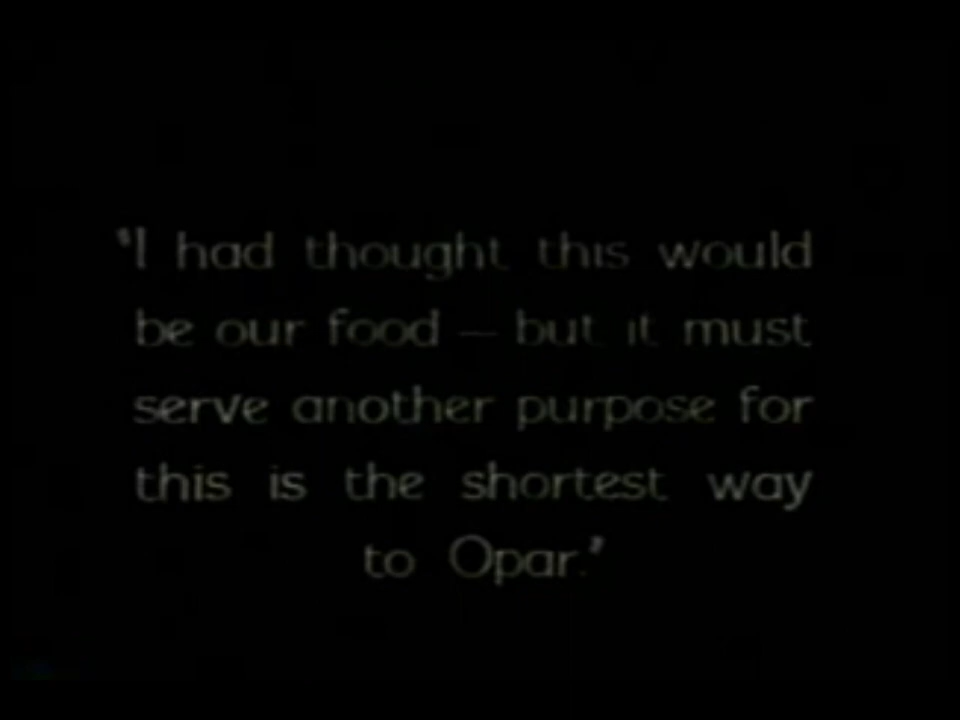 "I had thought this would
be our food — but it must
serve another purpose for
this is the shortest way
to Opar."